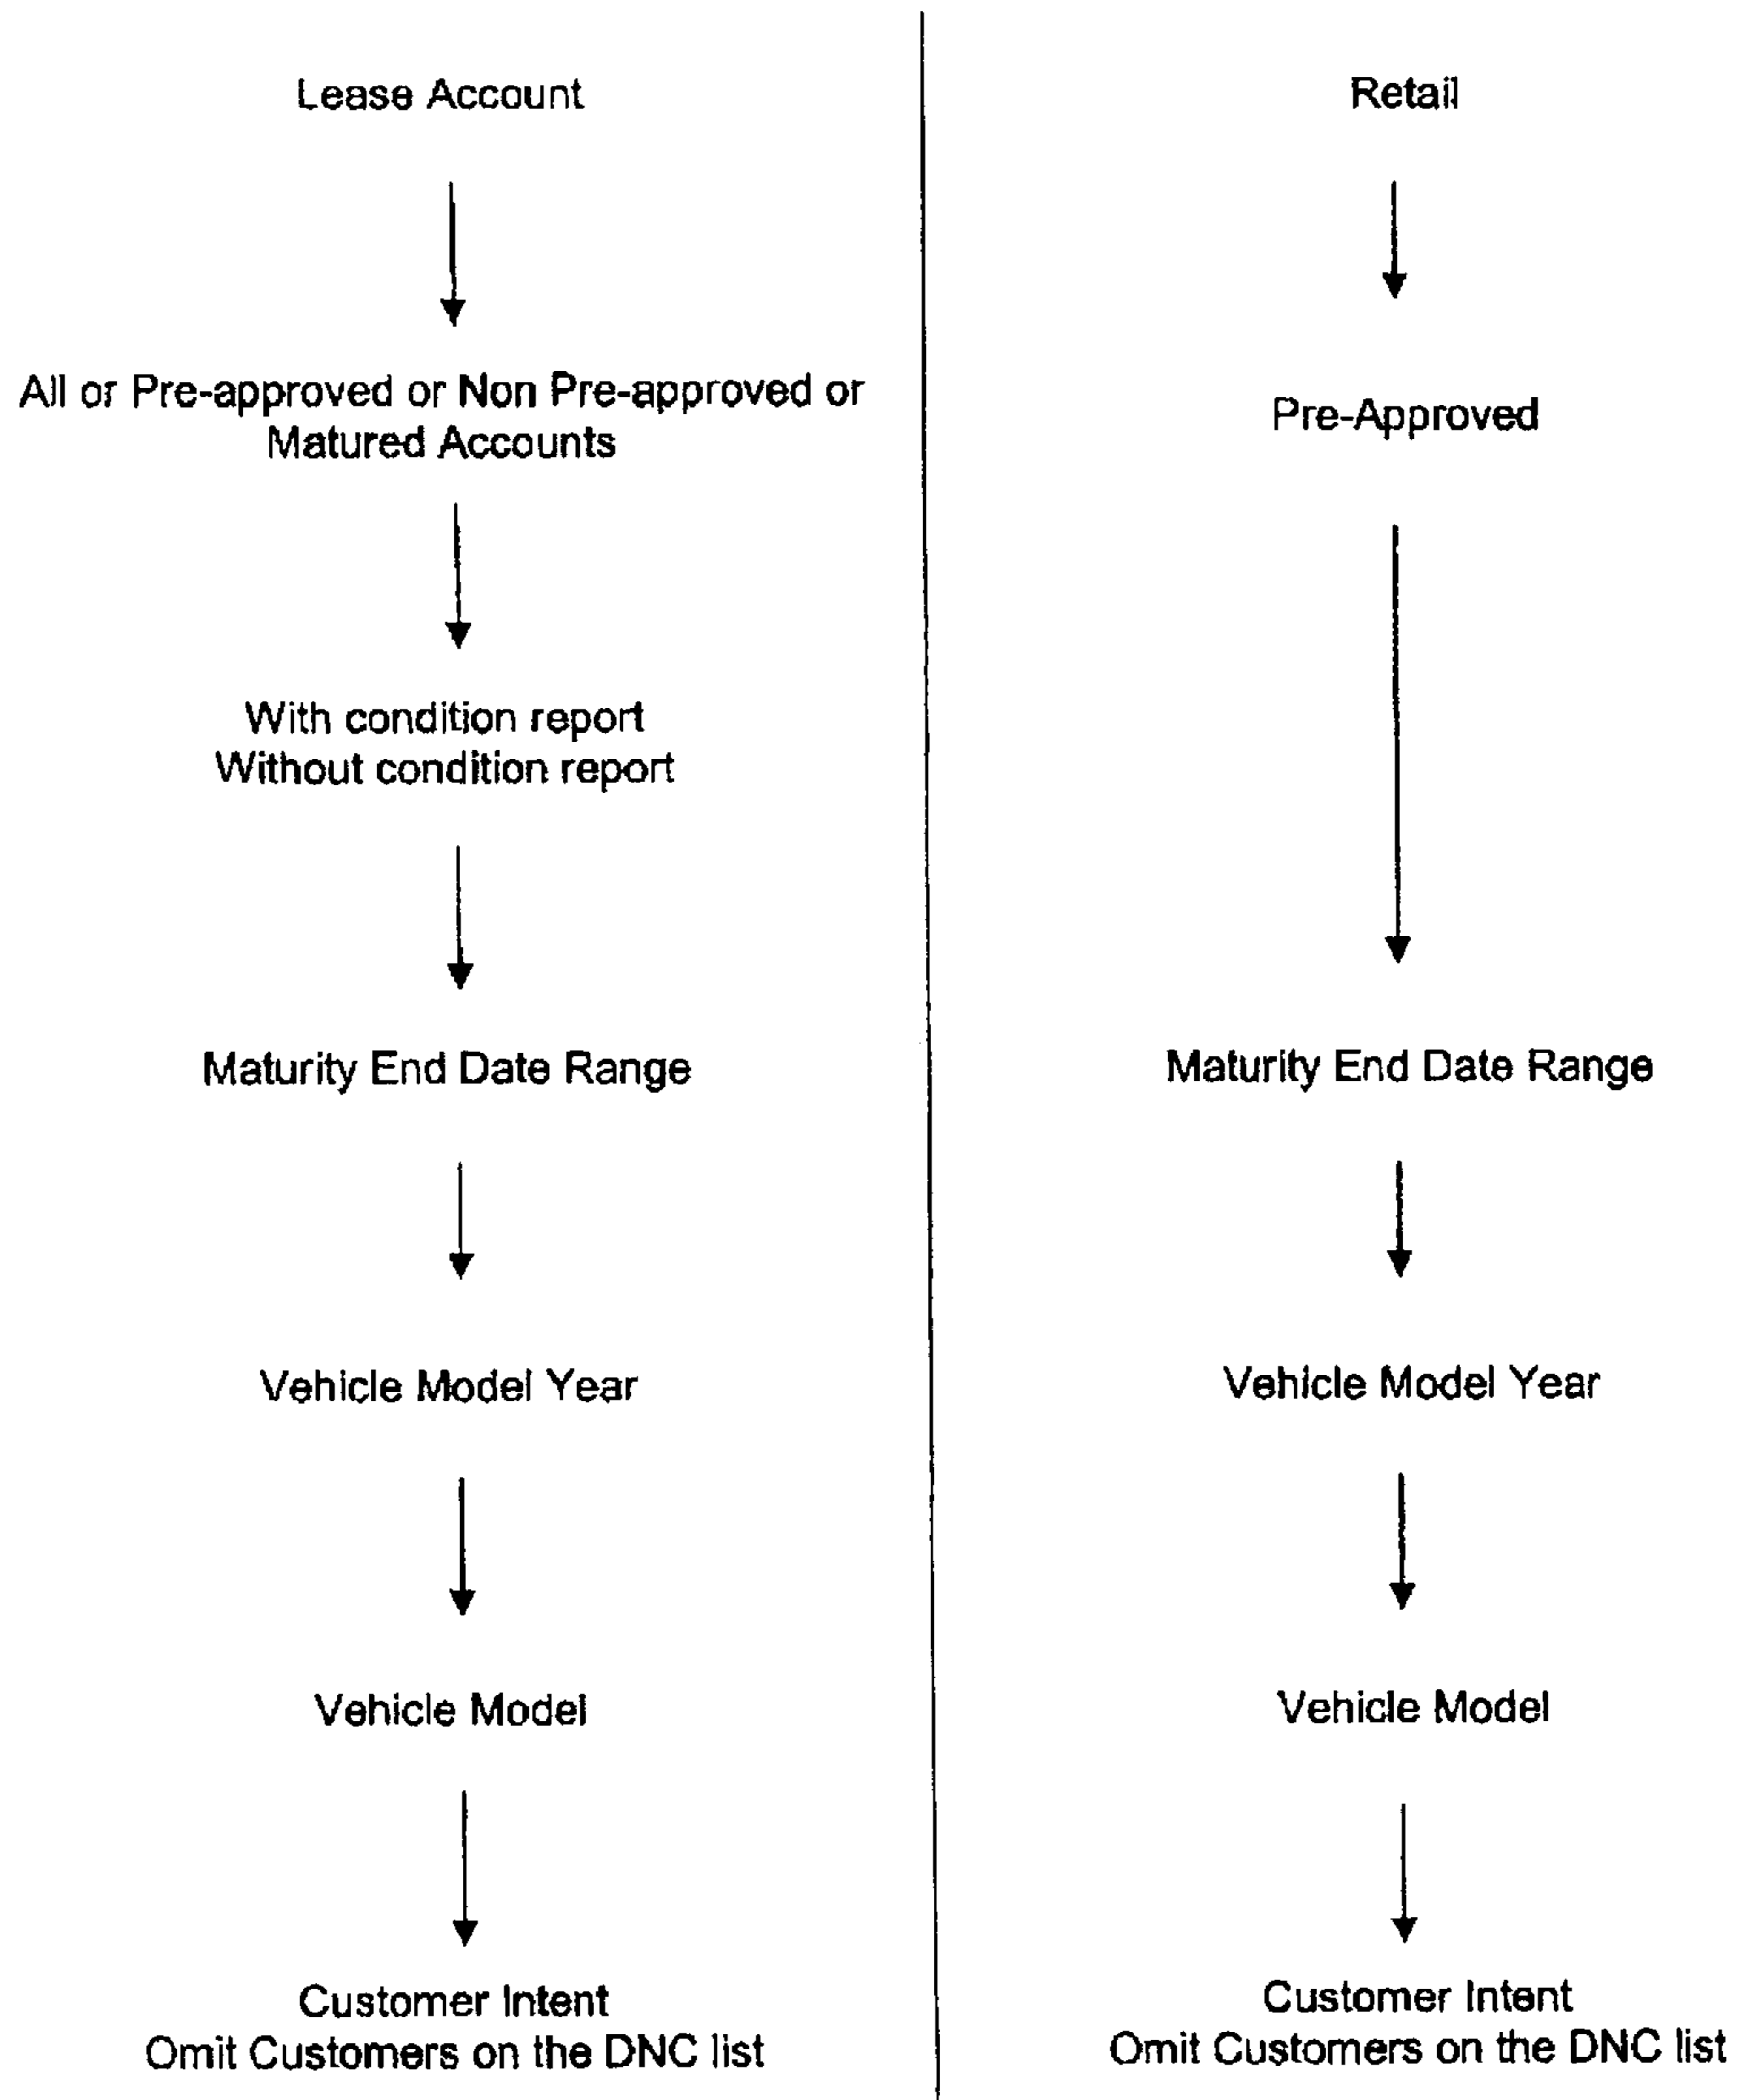 Lease Account
All or Pre-approved or Non Pre-approved or
Matured Accounts
With condition report
Without condition report
Maturity End Date Range
Vehicle Model Year
Vehicle Model
Customer Intent
Omit Customers on the DNC list
Retail
Pre-Approved
Maturity End Date Range
Vehicle Model Year
Vehicle Model
Customer Intent
Omit Customers on the DNC list